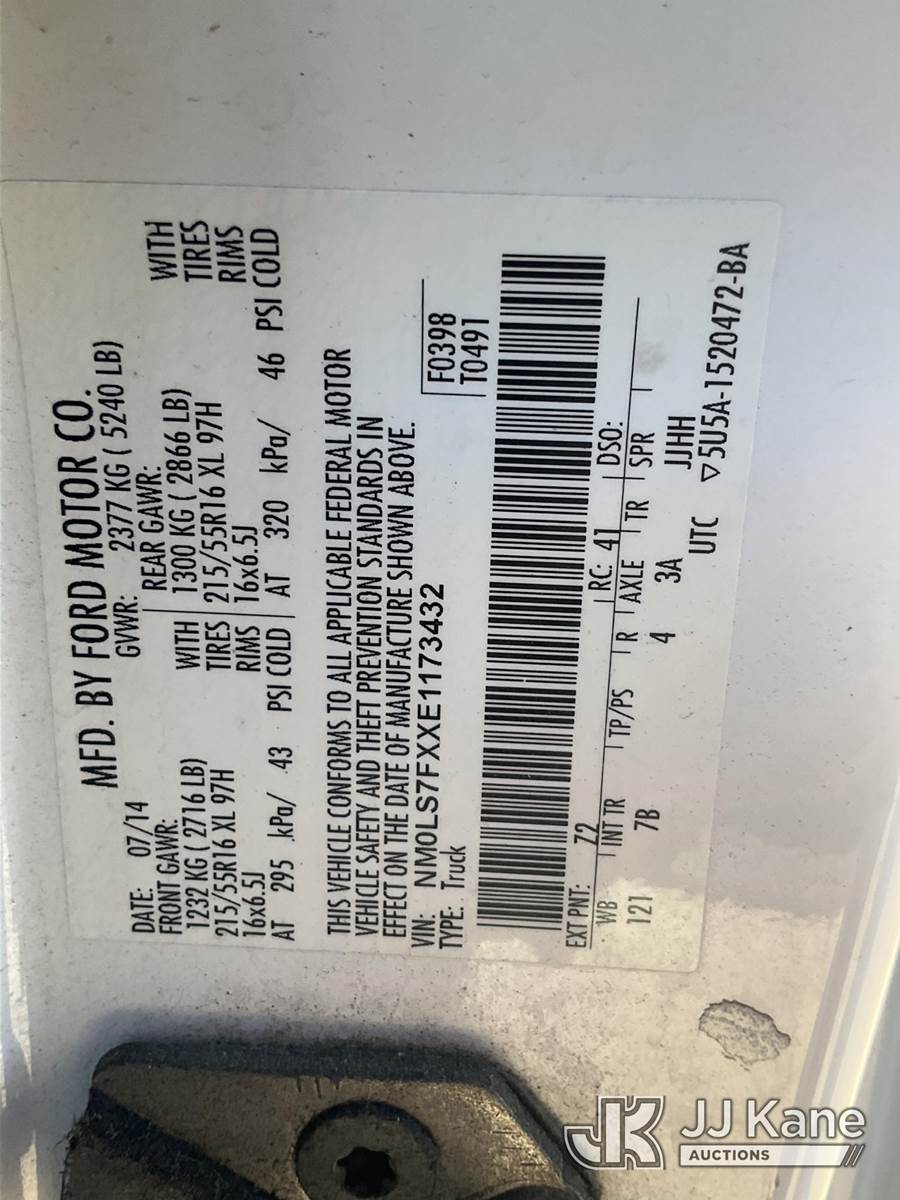 MFD. BY FORD MOTOR CO.
DATE: 07/14 GVWR: 2377 KG ( 5240 LB)
FRONT GAWR: REAR GAWR:
1232 KG ( 2716 LB) WITH 1300 KG ( 2866 LB) WITH
215/55R16 XL 97H TIRES 215/55R16 XL 97H TIRES
16x6.5J RIMS 16x6.5J RIMS
AT 295 kPa/ 43 PSI COLD AT 320 kPa/ 46 PSI COLD
THIS VEHICLE CONFORMS TO ALL APPLICABLE FEDERAL MOTOR
VEHICLE SAFETY AND THEFT PREVENTION STANDARDS IN
EFFECT ON THE DATE OF MANUFACTURE SHOWN ABOVE.
VIN: NM0LS7FXXE1173432 F0398
TYPE: Truck T0491
EXT PNT: Z2 RC: 41 DSO:
WB INT TR TP/PS R AXLE TR SPR
121 7B 4 3A JJHH
UTC ▽5U5A-1520472-BA
JK JJ Kane
AUCTIONS